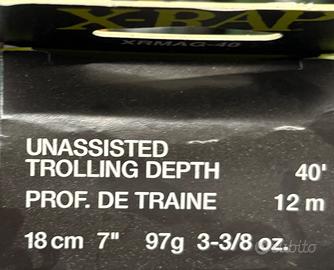 X-RAP
XRMAG-40
UNASSISTED
TROLLING DEPTH 40'
PROF. DE TRAINE 12 m
18 cm 7" 97g 3-3/8 oz.
subito